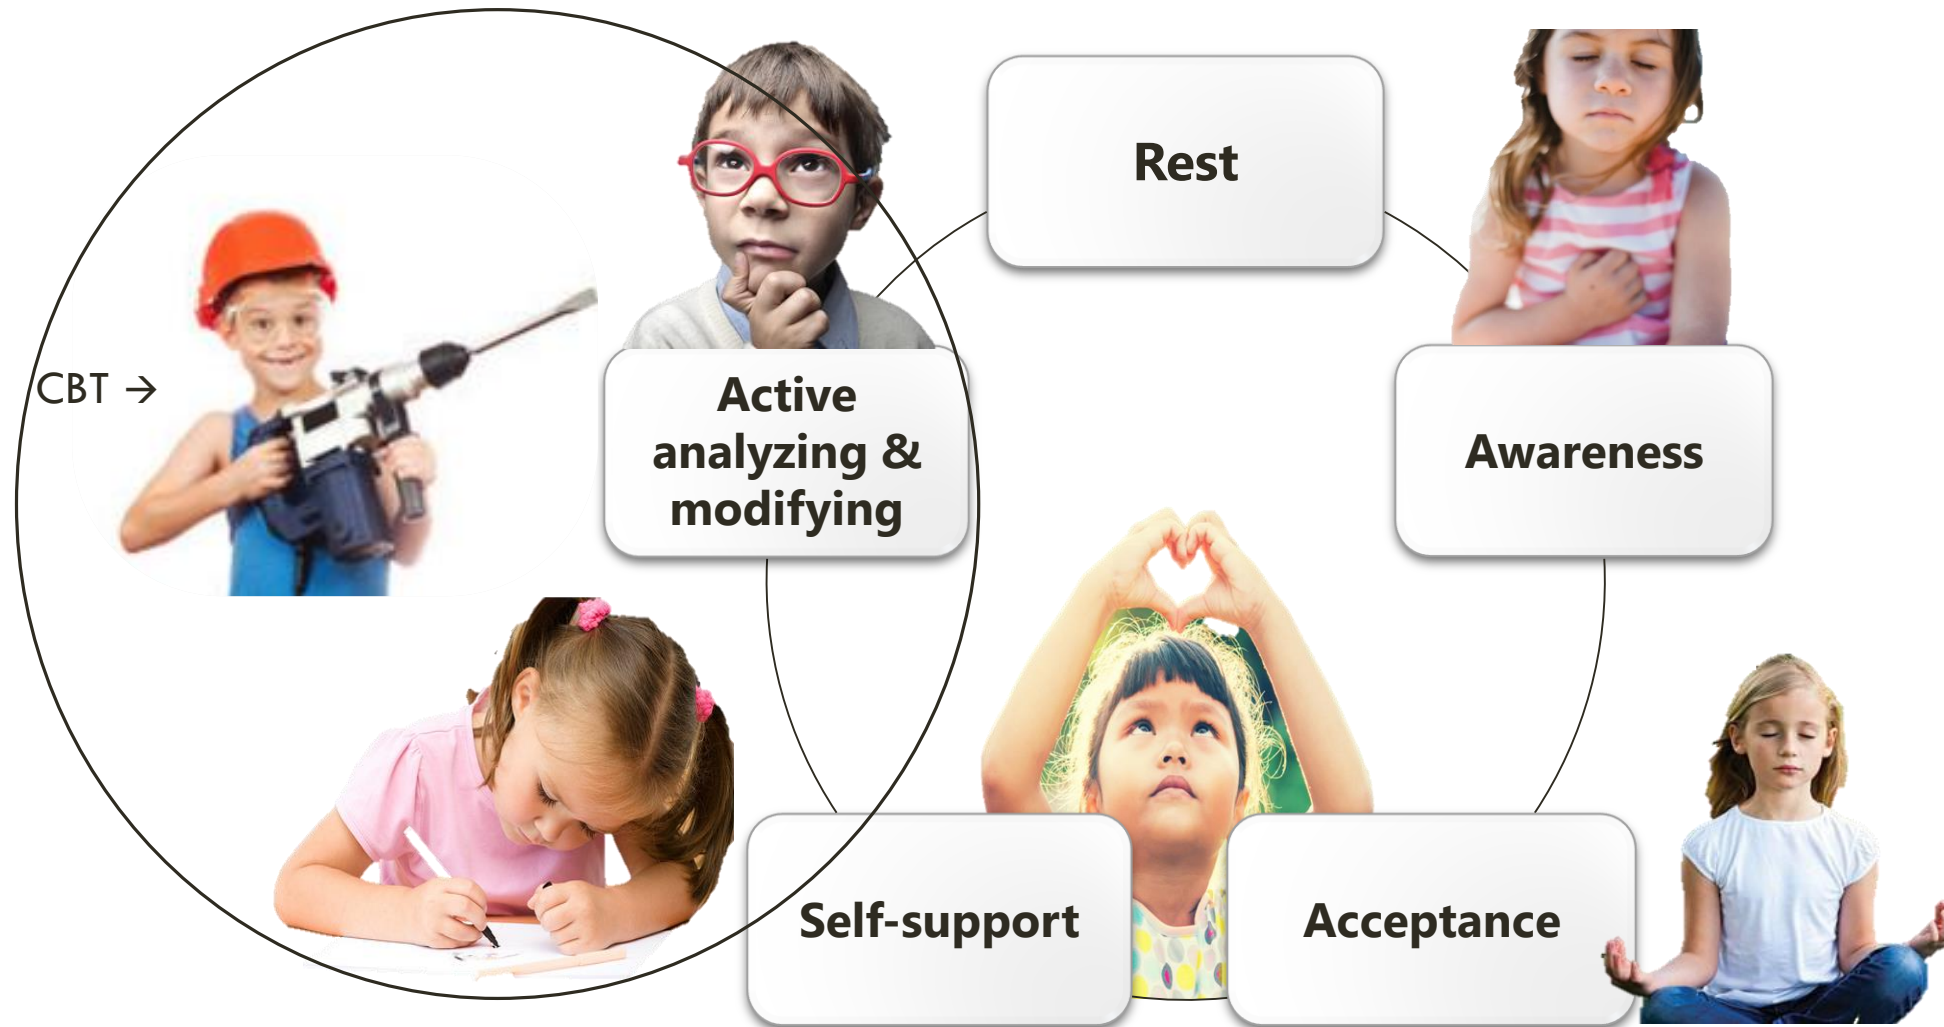 Rest
CBT →
Active
analyzing &
modifying
Awareness
Self-support
Acceptance